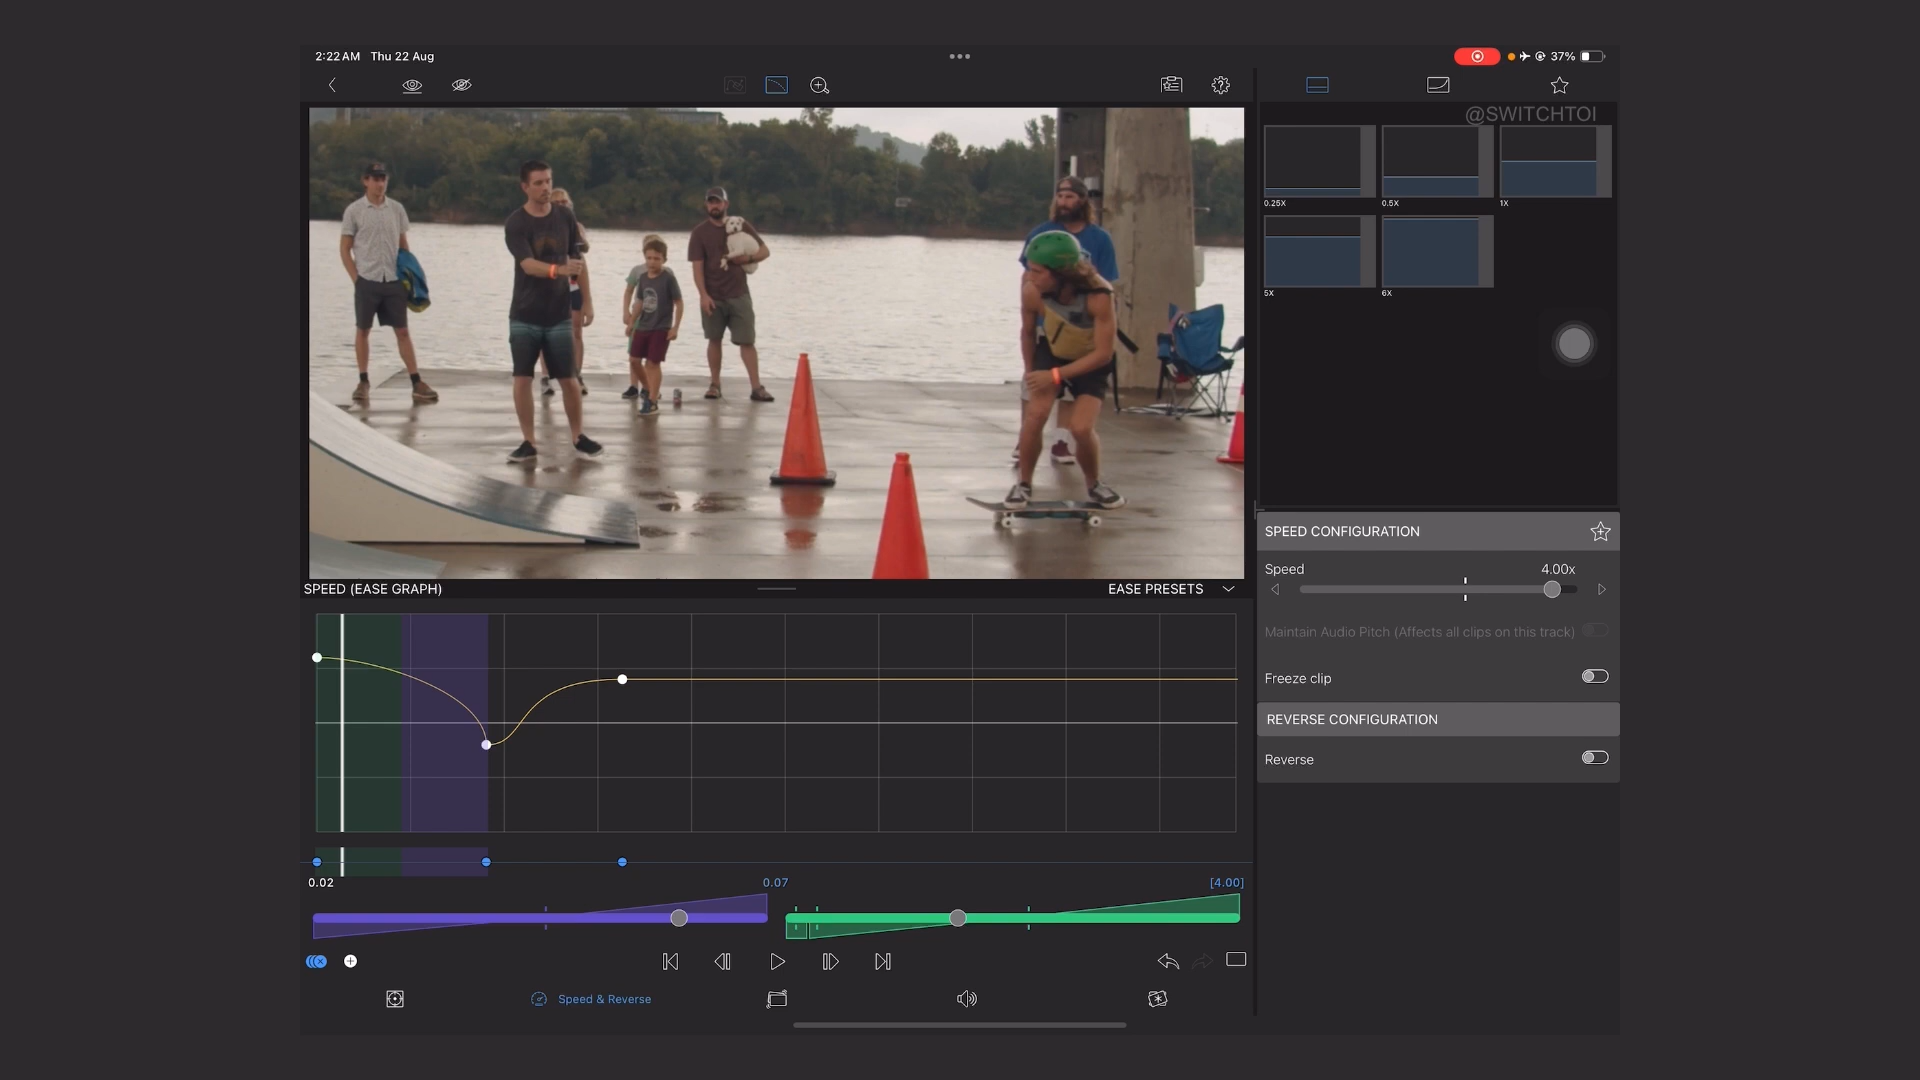 2:22 AM Thu 22 Aug
37%
@SWITCHTOI
0.25X
0.5X
1X
5X
6X
SPEED (EASE GRAPH)
EASE PRESETS
SPEED CONFIGURATION
Speed
4.00x
Maintain Audio Pitch (Affects all clips on this track)
Freeze clip
REVERSE CONFIGURATION
Reverse
0.02
0.07
[4.00]
Speed & Reverse